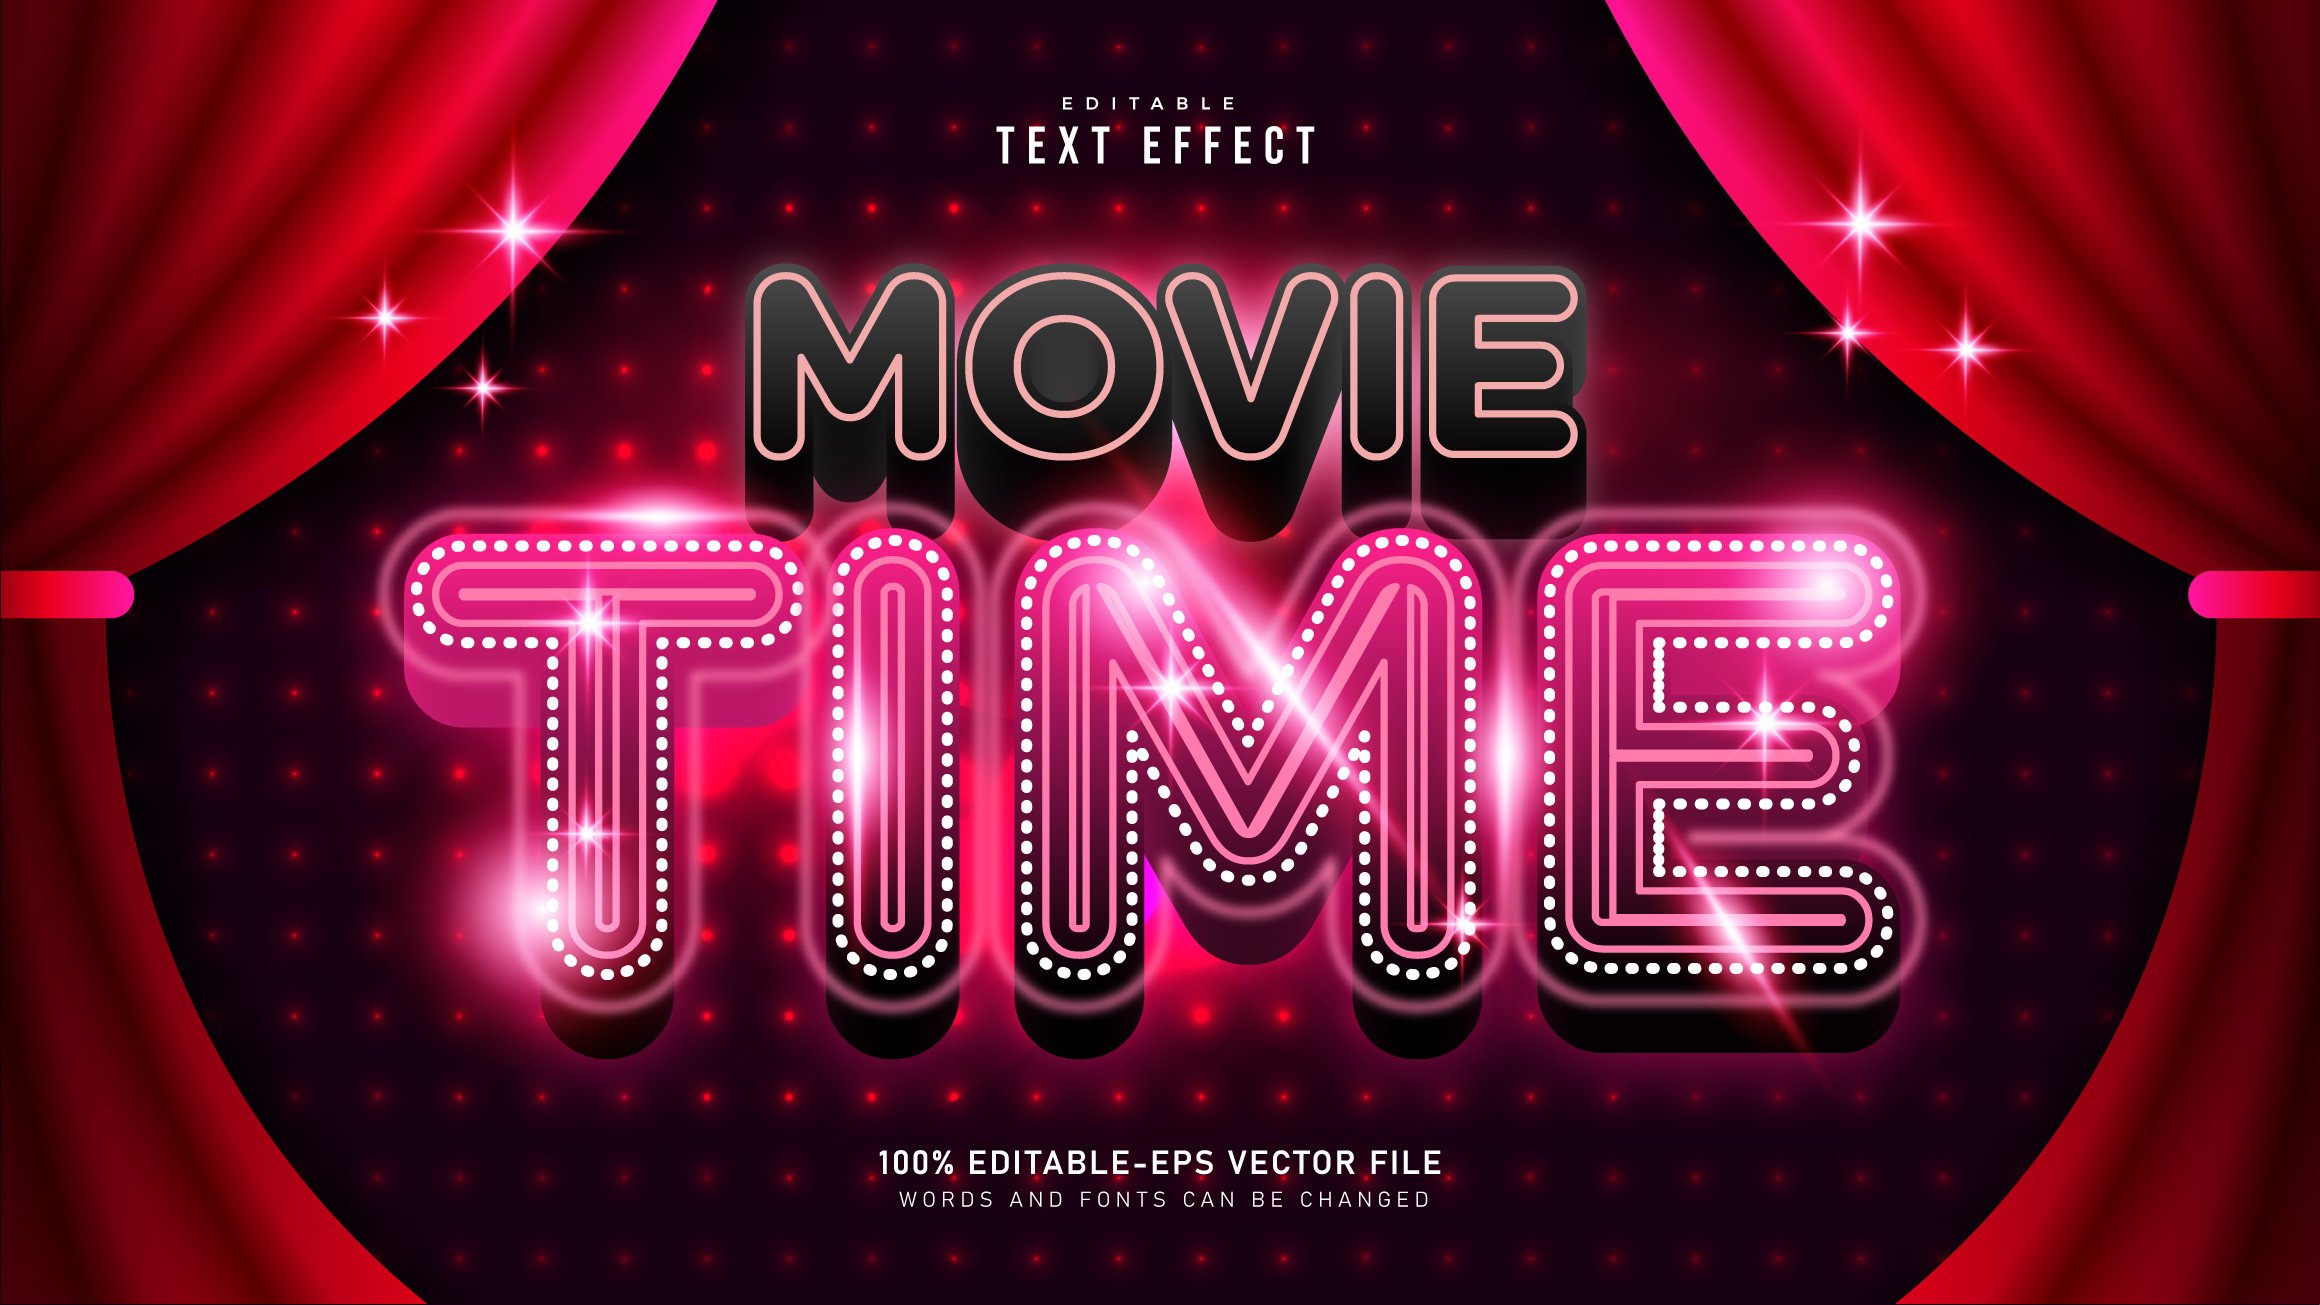 EDITABLE
TEXT EFFECT
MOVIE
TIME
100% EDITABLE-EPS VECTOR FILE
WORDS AND FONTS CAN BE CHANGED